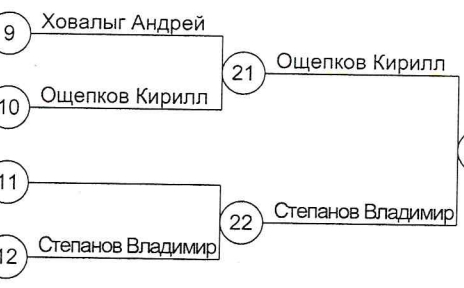 9 Ховалыг Андрей
21 Ощепков Кирилл
10 Ощепков Кирилл
11
22 Степанов Владимир
12 Степанов Владимир